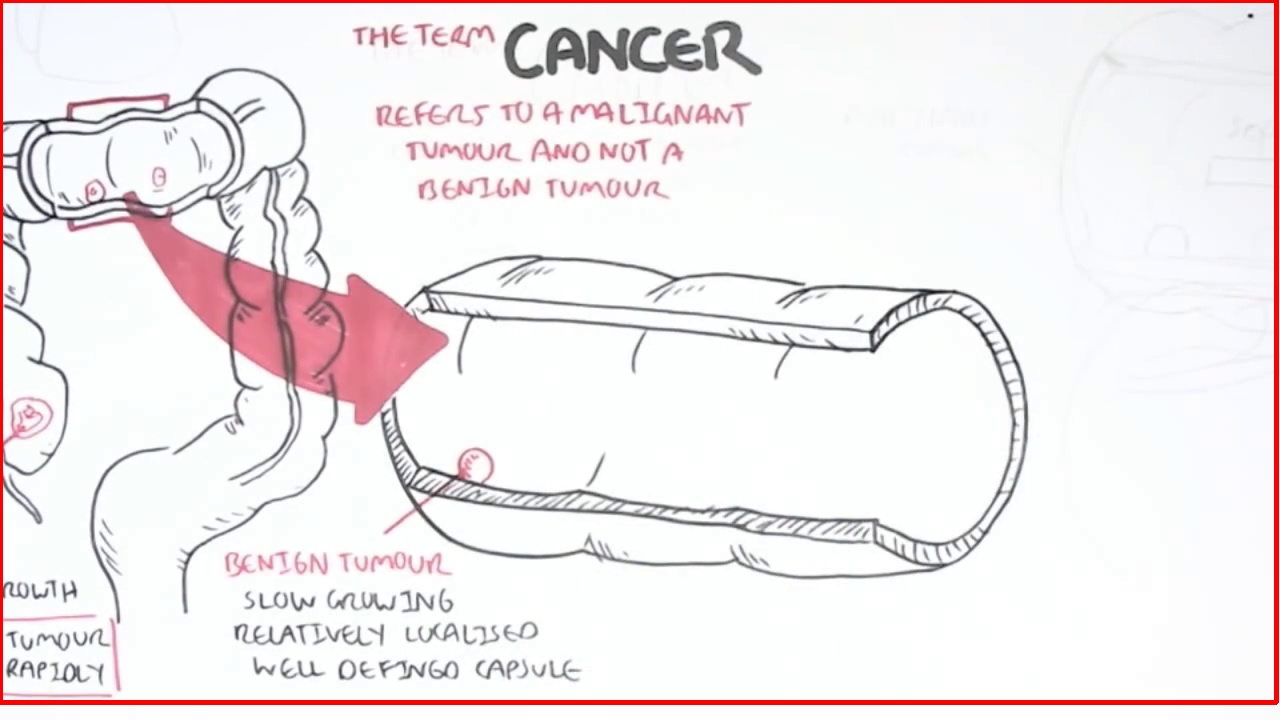 THE TERM CANCER
REFERS TO A MALIGNANT
TUMOUR AND NOT A
BENIGN TUMOUR
BENIGN TUMOUR
SLOW GROWING
RELATIVELY LOCALISED
WELL DEFINED CAPSULE
ROWTH
TUMOUR
RAPIDLY